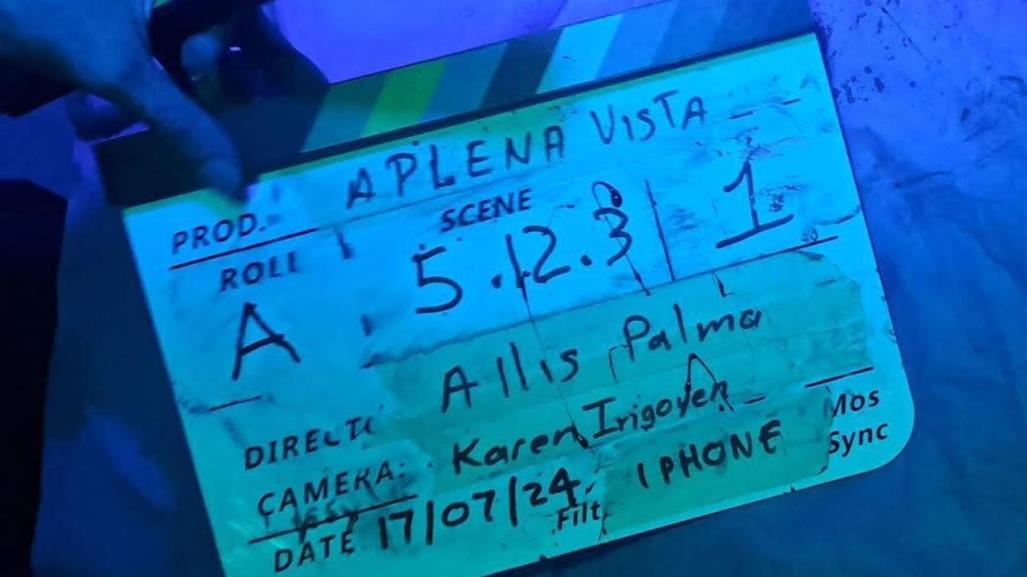 PROD. APLENA VISTA
ROLL SCENE
A 5.12.3 1
DIRECTO Allis Palma
CAMERA: Karen Irigoyen
DATE 17/07/24 Filt. IPHONE
Mos
Sync